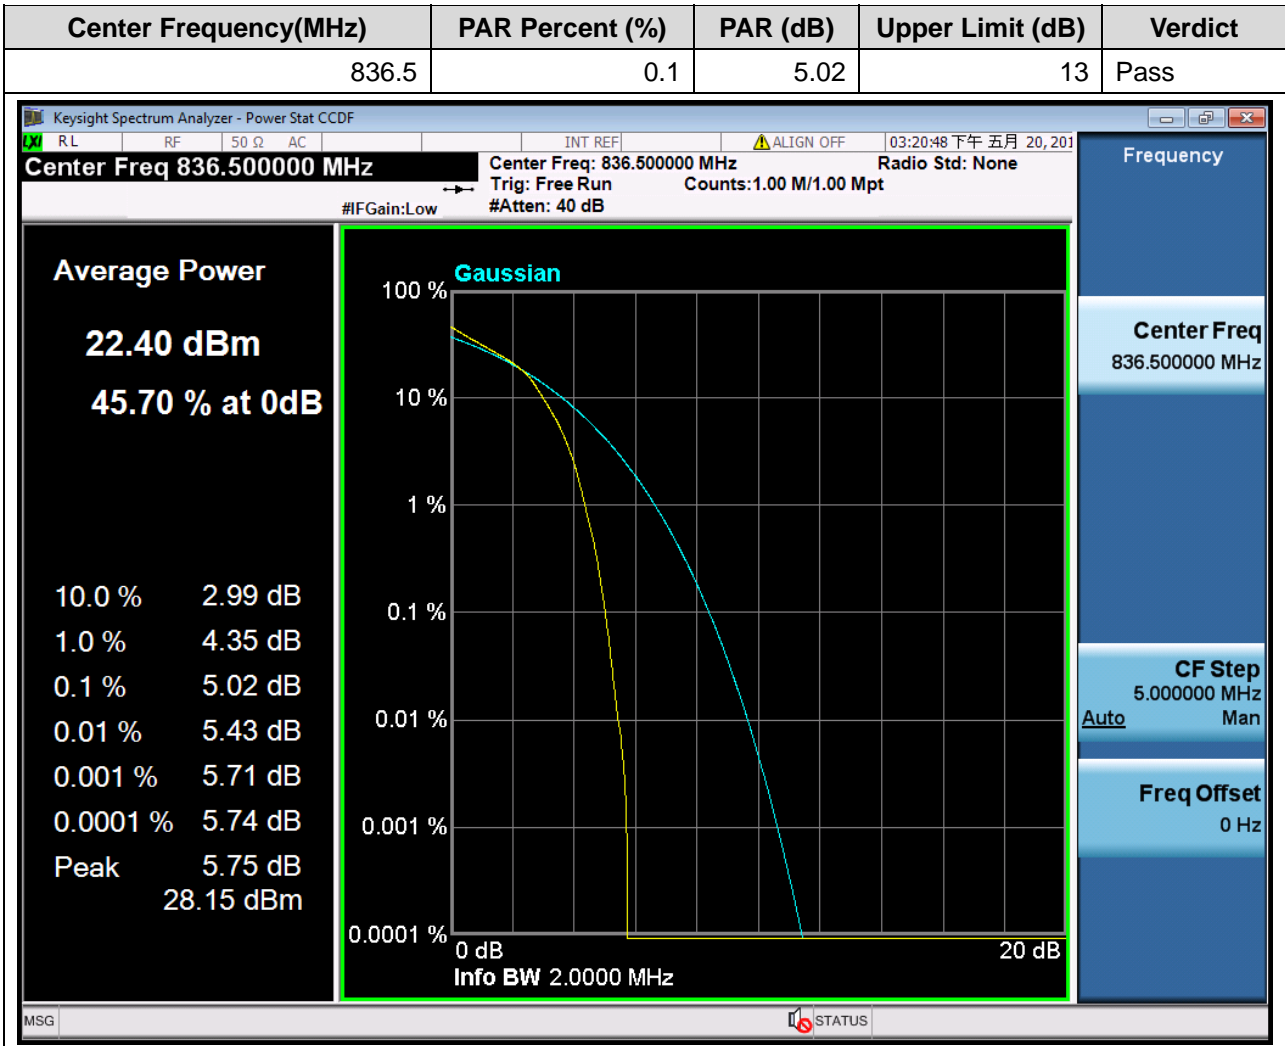 Center Frequency(MHz) PAR Percent (%) PAR (dB) Upper Limit (dB) Verdict
836.5 0.1 5.02 13 Pass
Keysight Spectrum Analyzer - Power Stat CCDF
LXI RL RF 50 Ω AC INT REF ALIGN OFF 03:20:48 下午 五月 20, 201
Center Freq 836.500000 MHz
Center Freq: 836.500000 MHz Radio Std: None
Trig: Free Run Counts:1.00 M/1.00 Mpt
#IFGain:Low #Atten: 40 dB
Average Power
22.40 dBm
45.70 % at 0dB
10.0 % 2.99 dB
1.0 % 4.35 dB
0.1 % 5.02 dB
0.01 % 5.43 dB
0.001 % 5.71 dB
0.0001 % 5.74 dB
Peak 5.75 dB
28.15 dBm
Gaussian
100 %
10 %
1 %
0.1 %
0.01 %
0.001 %
0.0001 %
0 dB 20 dB
Info BW 2.0000 MHz
Frequency
Center Freq
836.500000 MHz
CF Step
5.000000 MHz
Auto Man
Freq Offset
0 Hz
MSG STATUS